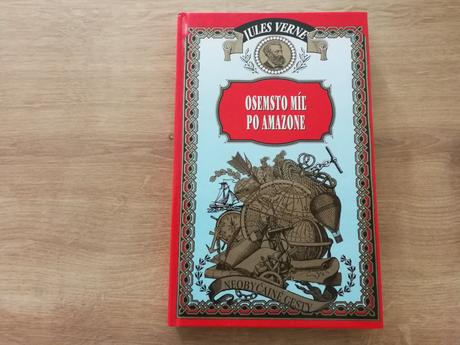 JULES VERNE
OSEMSTO MÍĽ
PO AMAZONE
NEOBYČAJNÉ CESTY